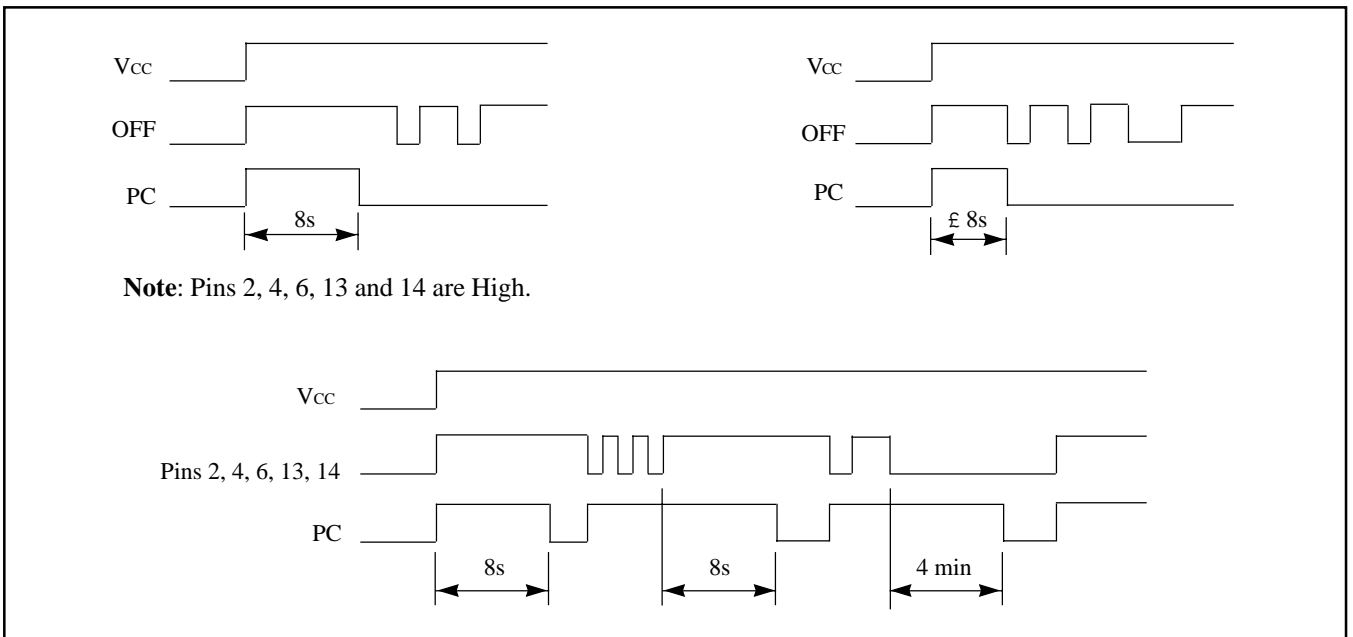 Vcc
OFF
PC
8s
Vcc
OFF
PC
£ 8s
Note: Pins 2, 4, 6, 13 and 14 are High.
Vcc
Pins 2, 4, 6, 13, 14
PC
8s
8s
4 min